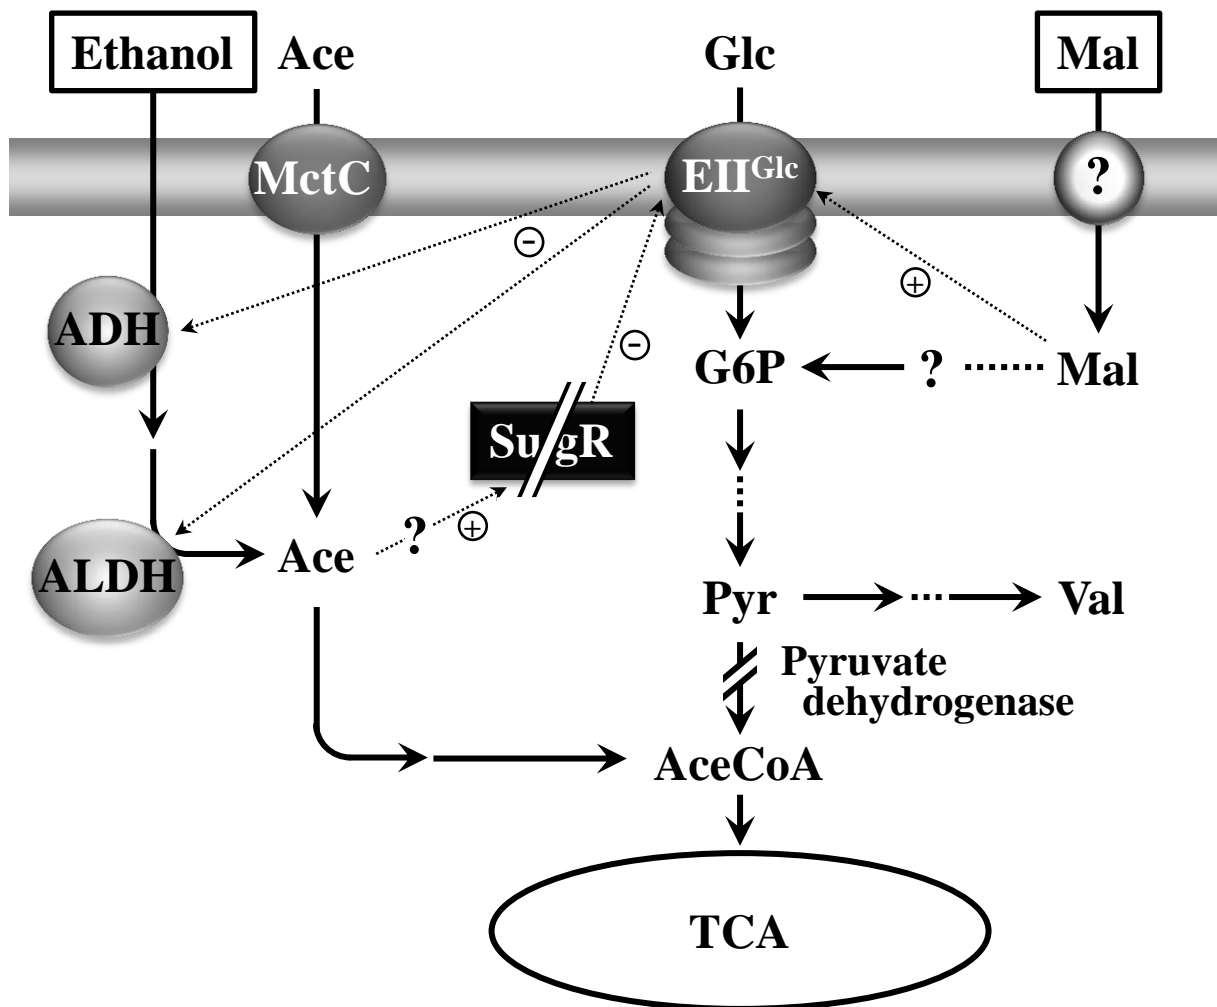 Ethanol
Ace
Glc
Mal
MctC
EIIGlc
?
-
+
ADH
-
G6P
?
Mal
SugR
?
+
Ace
ALDH
Pyr
Val
Pyruvate
dehydrogenase
AceCoA
TCA